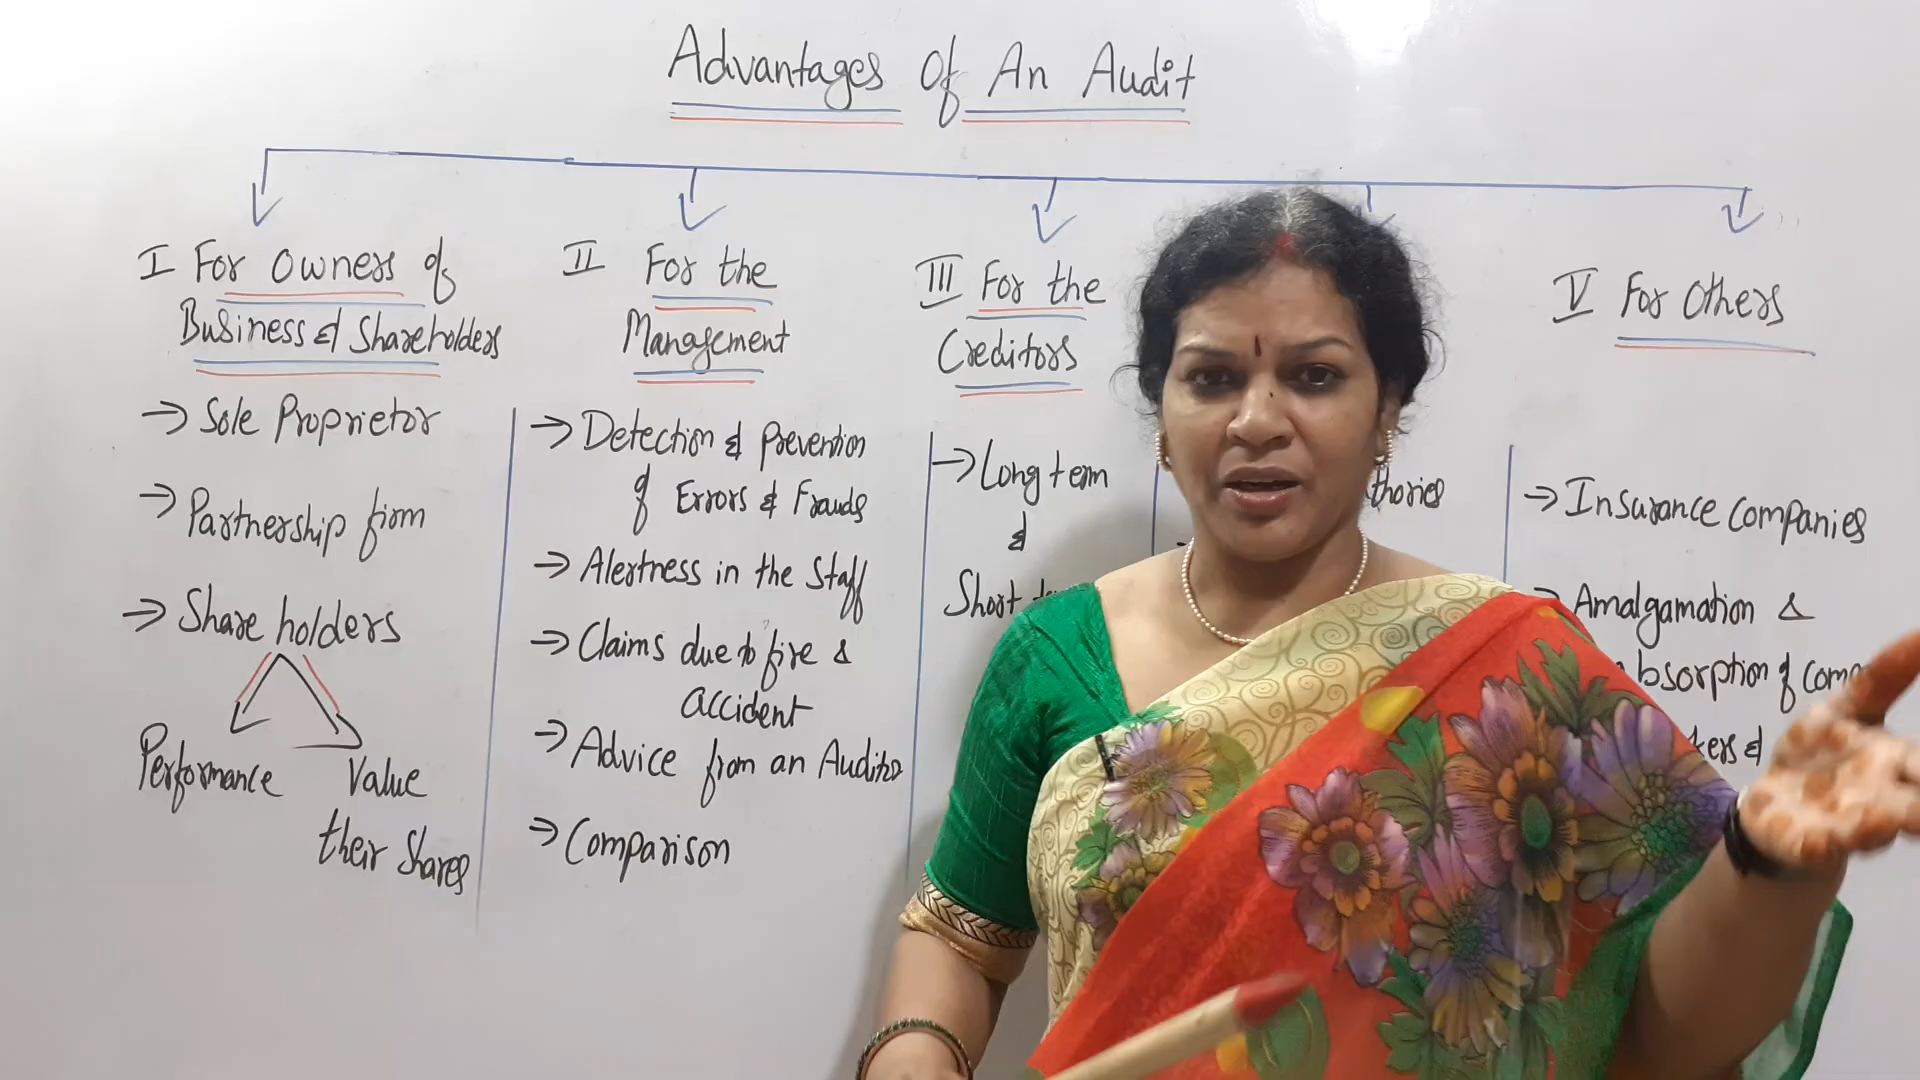 Advantages Of An Audit
I For Owners of
Business & Shareholders
→ Sole Proprietor
→ Partnership firm
→ Share holders
Performance Value
their Shares
II For the
Management
→ Detection & Prevention
of Errors & Frauds
→ Alertness in the Staff
→ Claims due to fire &
accident
→ Advice from an Auditor
→ Comparison
III For the
Creditors
→ Long term
&
Short
thories
V For Others
→ Insurance Companies
→ Amalgamation &
bsorption of com
kers &